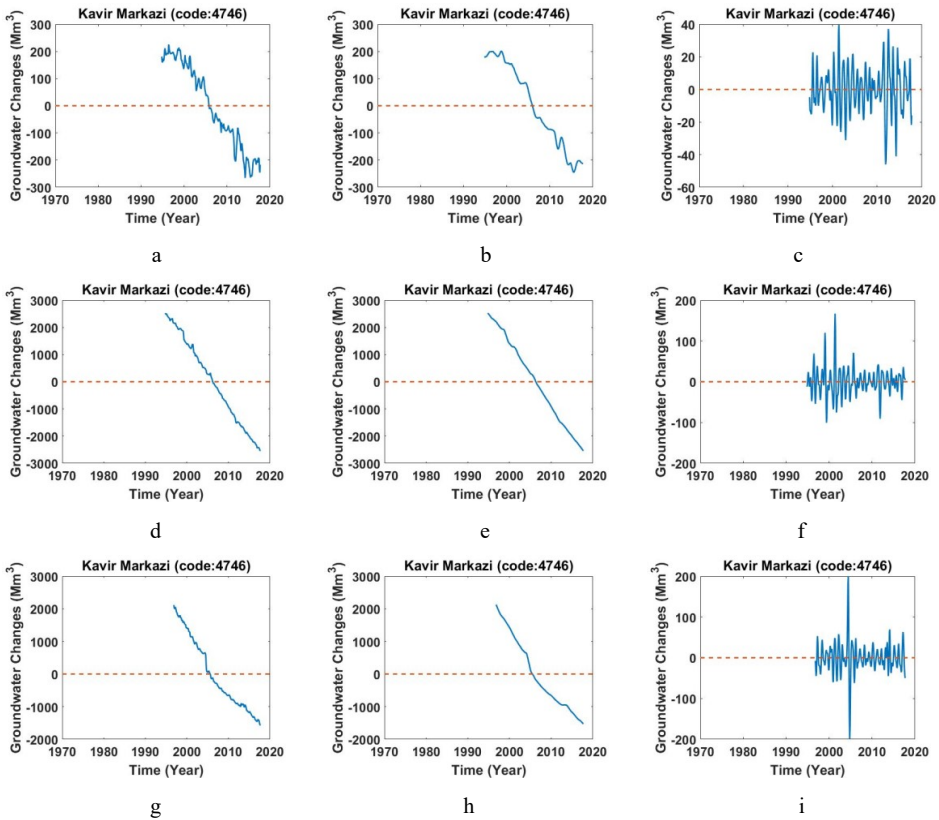 Kavir Markazi (code:4746)
Groundwater Changes (Mm³)
300
200
100
0
-100
-200
-300
1970 1980 1990 2000 2010 2020
Time (Year)
a
Kavir Markazi (code:4746)
Groundwater Changes (Mm³)
300
200
100
0
-100
-200
-300
1970 1980 1990 2000 2010 2020
Time (Year)
b
Kavir Markazi (code:4746)
Groundwater Changes (Mm³)
40
20
0
-20
-40
-60
1970 1980 1990 2000 2010 2020
Time (Year)
c
Kavir Markazi (code:4746)
Groundwater Changes (Mm³)
3000
2000
1000
0
-1000
-2000
-3000
1970 1980 1990 2000 2010 2020
Time (Year)
d
Kavir Markazi (code:4746)
Groundwater Changes (Mm³)
3000
2000
1000
0
-1000
-2000
-3000
1970 1980 1990 2000 2010 2020
Time (Year)
e
Kavir Markazi (code:4746)
Groundwater Changes (Mm³)
200
100
0
-100
-200
1970 1980 1990 2000 2010 2020
Time (Year)
f
Kavir Markazi (code:4746)
Groundwater Changes (Mm³)
3000
2000
1000
0
-1000
-2000
1970 1980 1990 2000 2010 2020
Time (Year)
g
Kavir Markazi (code:4746)
Groundwater Changes (Mm³)
3000
2000
1000
0
-1000
-2000
1970 1980 1990 2000 2010 2020
Time (Year)
h
Kavir Markazi (code:4746)
Groundwater Changes (Mm³)
200
100
0
-100
-200
1970 1980 1990 2000 2010 2020
Time (Year)
i